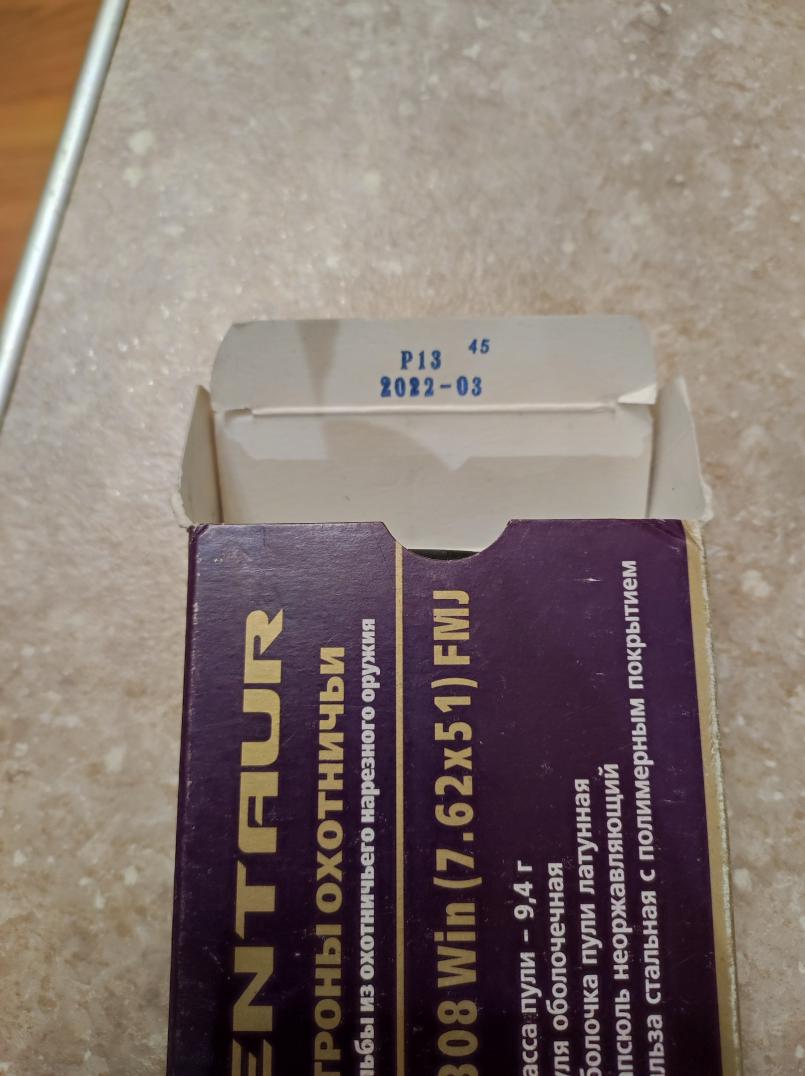 P13 45
2022-03
ENTAUR
ТРОНЫ ОХОТНИЧЬИ
льбы из охотничьего нарезного оружия
308 Win (7.62x51) FMJ
асса пули – 9,4 г
уля оболочечная
болочка пули латунная
псюль неоржавляющий
льза стальная с полимерным покрытием